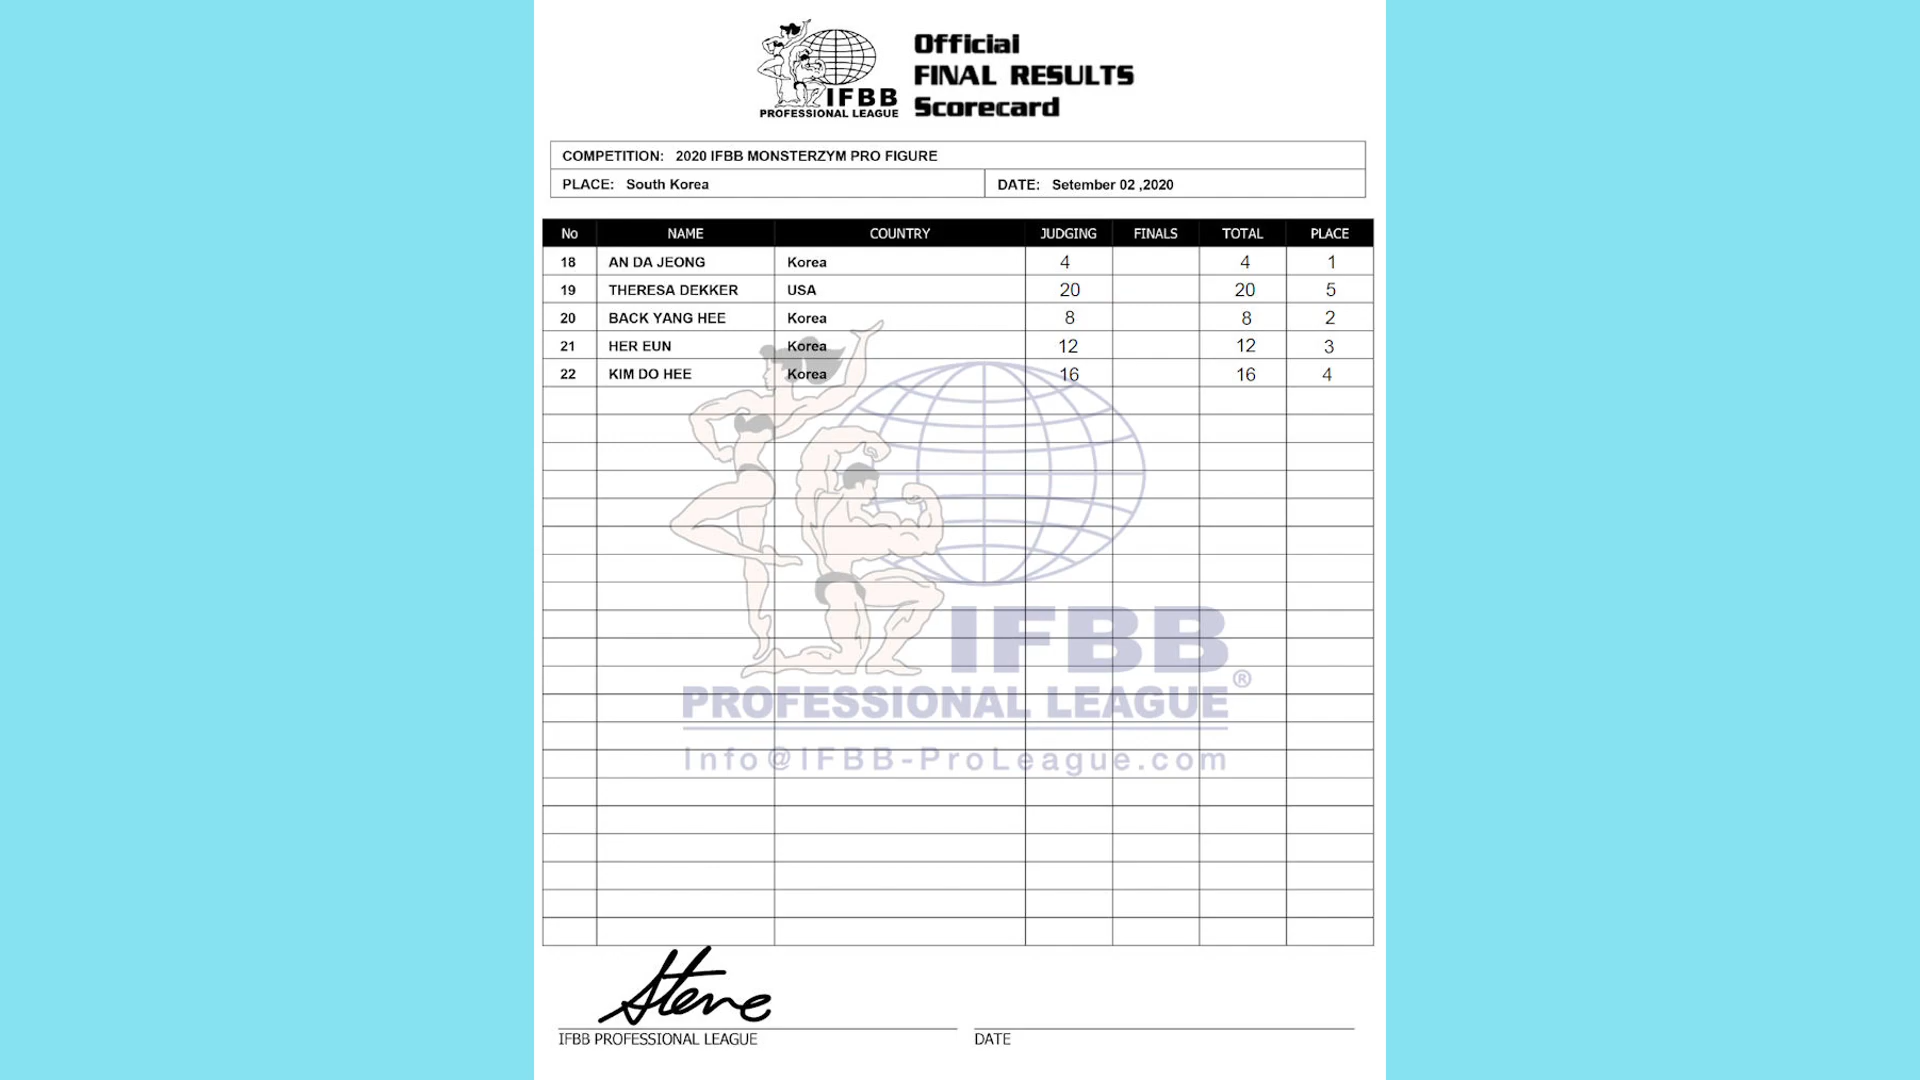 Official
FINAL RESULTS
Scorecard
IFBB
PROFESSIONAL LEAGUE
COMPETITION: 2020 IFBB MONSTERZYM PRO FIGURE
PLACE: South Korea DATE: Setember 02 ,2020
No NAME COUNTRY JUDGING FINALS TOTAL PLACE
18 AN DA JEONG Korea 4 4 1
19 THERESA DEKKER USA 20 20 5
20 BACK YANG HEE Korea 8 8 2
21 HER EUN Korea 12 12 3
22 KIM DO HEE Korea 16 16 4
IFBB
PROFESSIONAL LEAGUE ®
Info@IFBB-ProLeague.com
Steve
IFBB PROFESSIONAL LEAGUE DATE